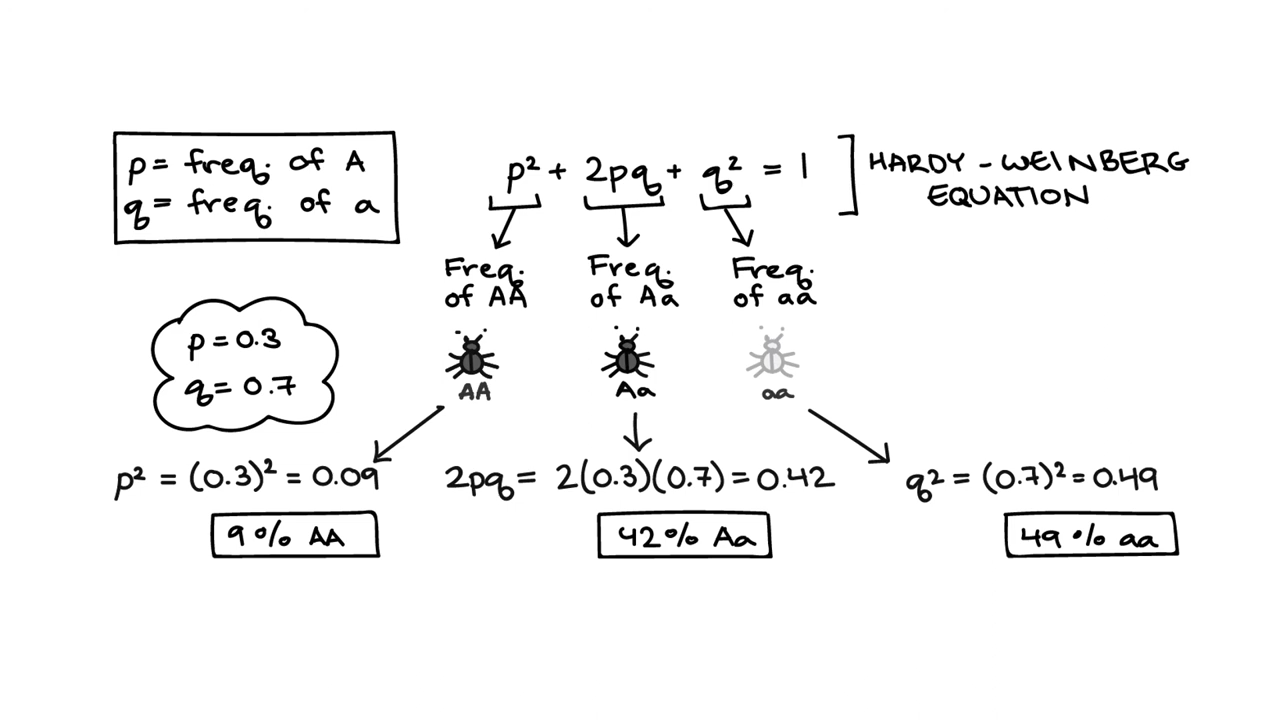 p = freq. of A
q = freq. of a
p² + 2pq + q² = 1
HARDY - WEINBERG
EQUATION
Freq.
of AA
Freq.
of Aa
Freq.
of aa
p = 0.3
q = 0.7
AA
Aa
aa
p² = (0.3)² = 0.09
2pq = 2(0.3)(0.7) = 0.42
q² = (0.7)² = 0.49
9% AA
42% Aa
49% aa